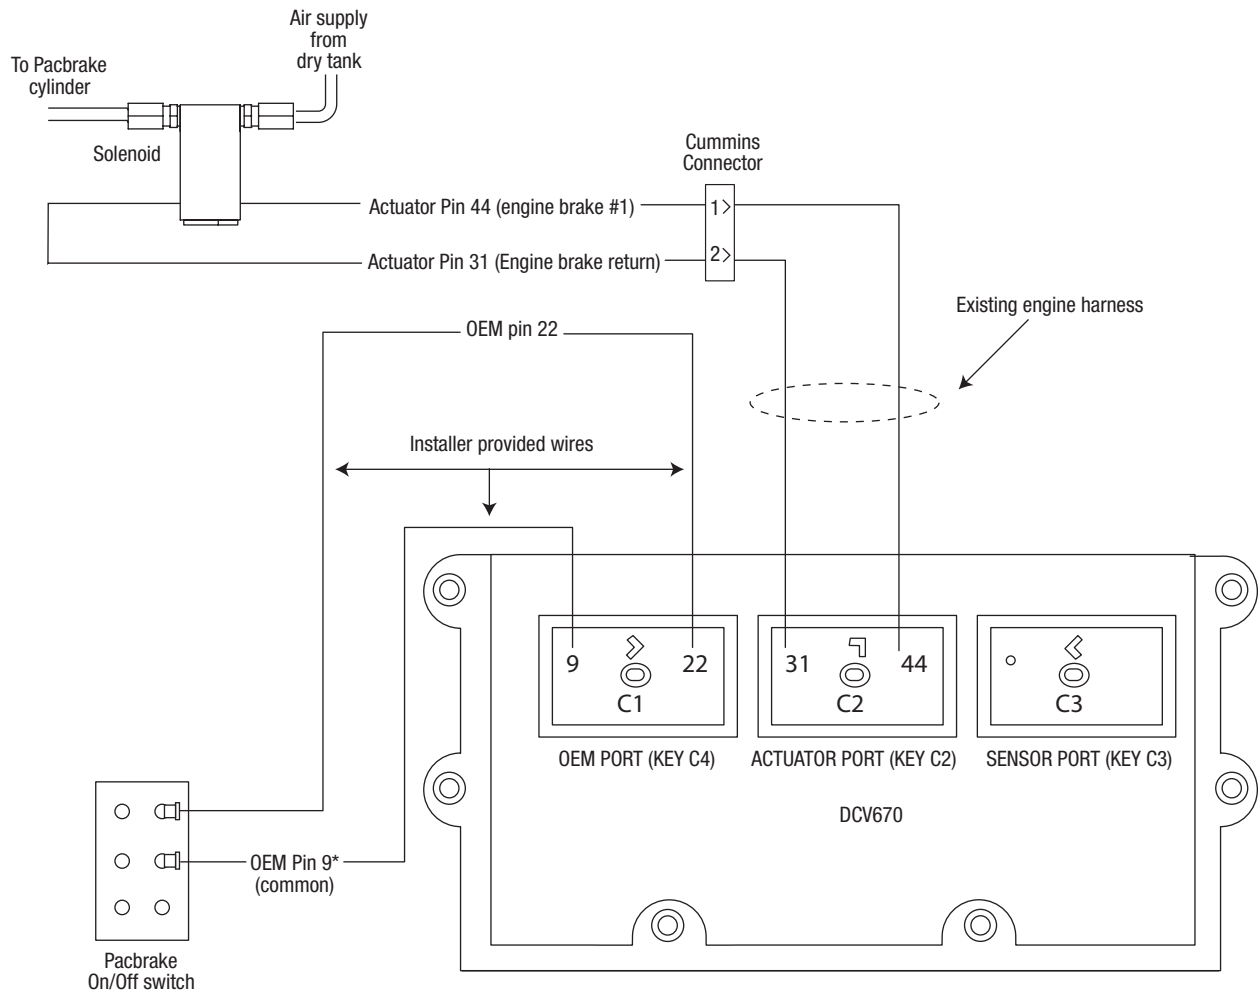 Air supply
from
dry tank
To Pacbrake
cylinder
Solenoid
Cummins
Connector
Actuator Pin 44 (engine brake #1)
1>
Actuator Pin 31 (Engine brake return)
2>
Existing engine harness
OEM pin 22
Installer provided wires
9
22
C1
31
44
C2
C3
OEM PORT (KEY C4)
ACTUATOR PORT (KEY C2)
SENSOR PORT (KEY C3)
DCV670
OEM Pin 9*
(common)
Pacbrake
On/Off switch